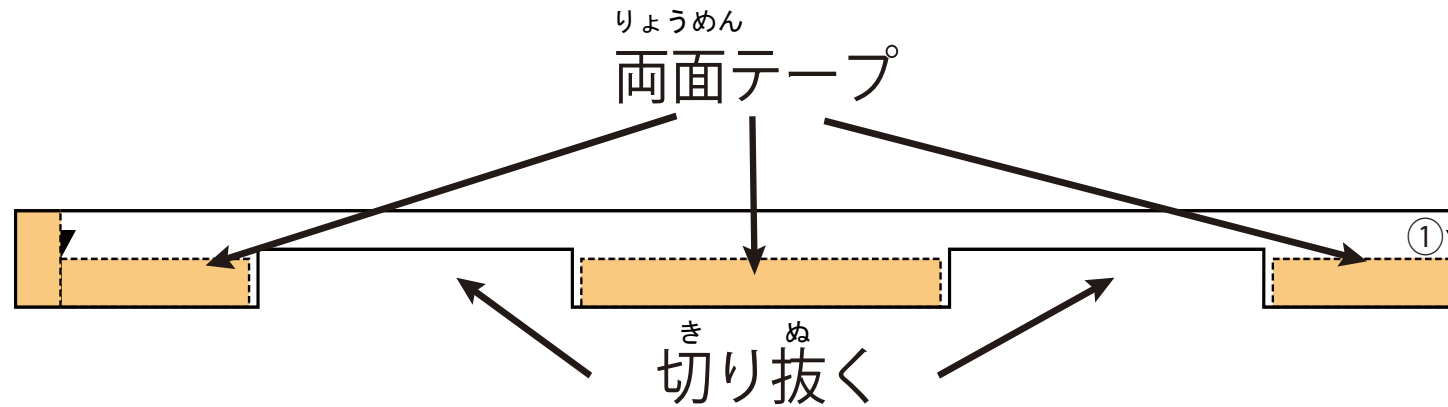 りょうめん
両面テープ
①
き ぬ
切り抜く